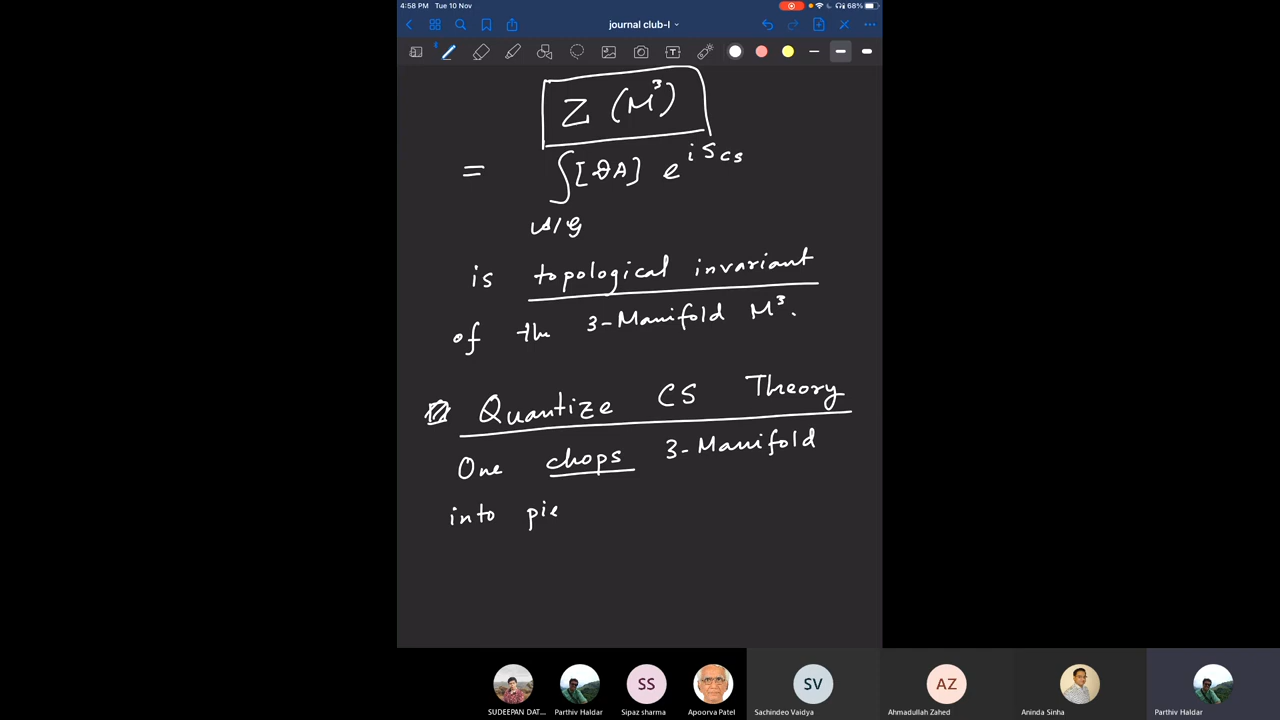 4:58 PM Tue 10 Nov
68%
journal club-I
Z (M³)
= ∫[𝒟A] e^{iS_{CS}}
𝒜/𝒢
is topological invariant
of the 3-Manifold M³.
Quantize CS Theory
One chops 3-Manifold
into pie
SS
SV
AZ
SUDEEPAN DAT...
Parthiv Haldar
Sipaz sharma
Apoorva Patel
Sachindeo Vaidya
Ahmadullah Zahed
Aninda Sinha
Parthiv Haldar